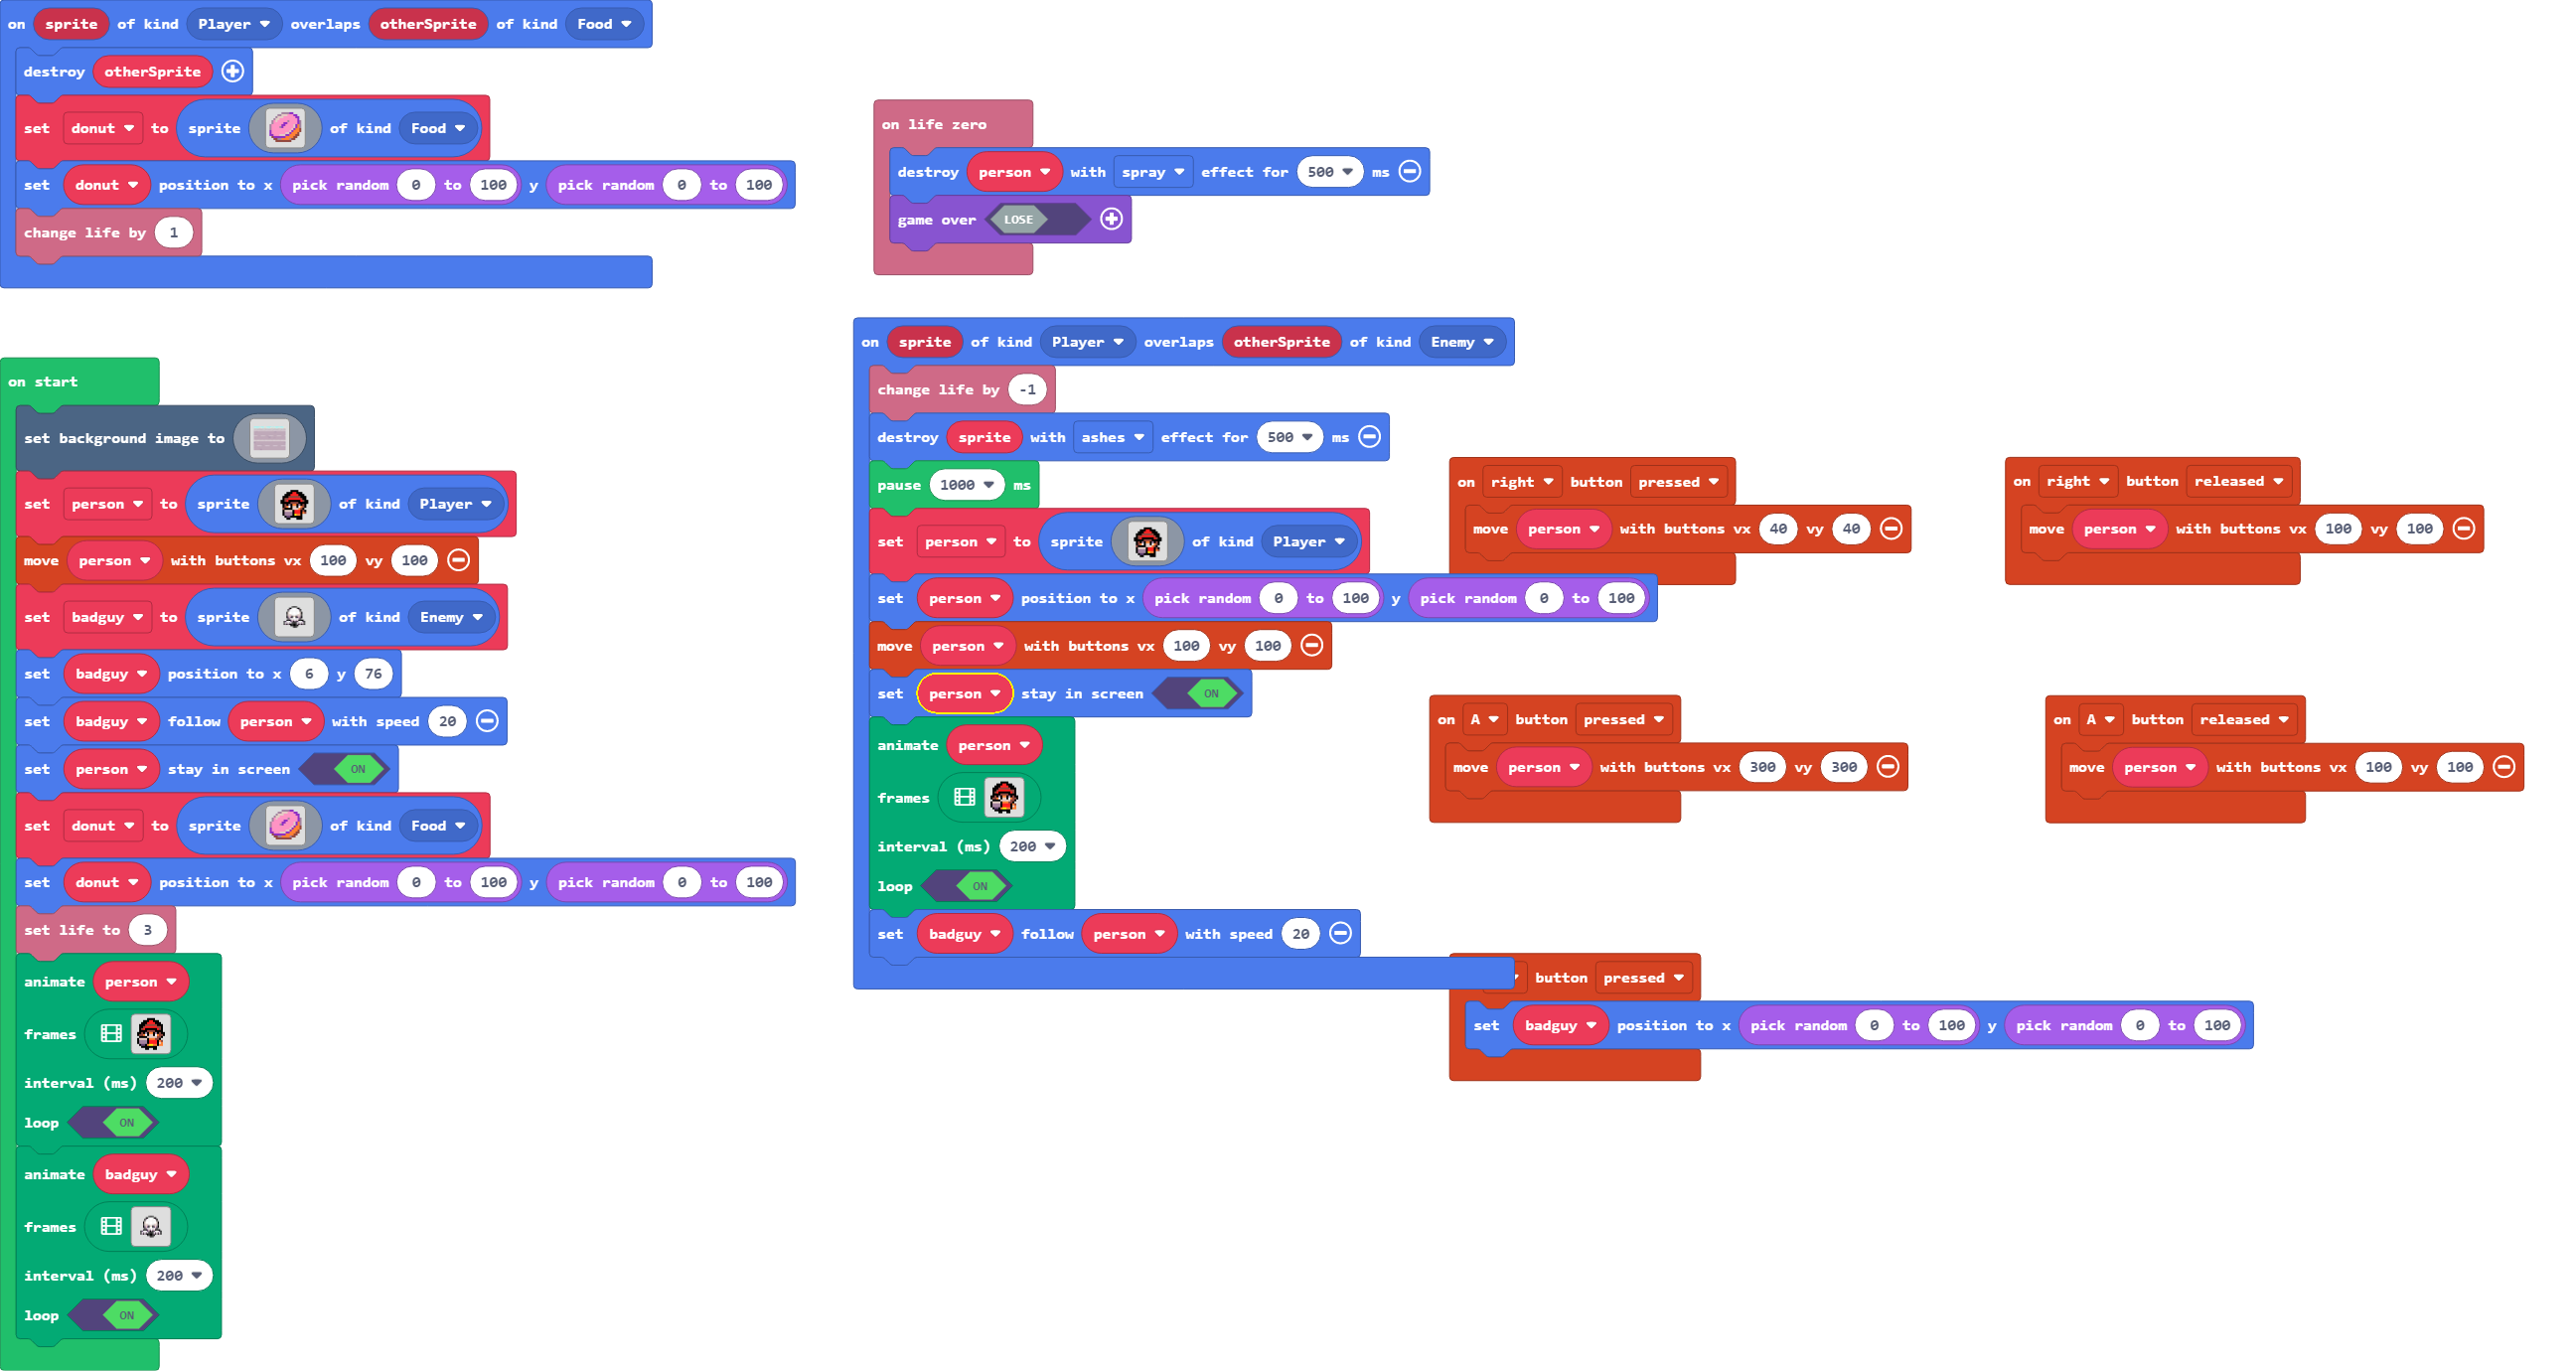 on sprite of kind Player overlaps otherSprite of kind Food
destroy otherSprite
set donut to sprite of kind Food
set donut position to x pick random 0 to 100 y pick random 0 to 100
change life by 1
on life zero
destroy person with spray effect for 500 ms
game over LOSE
on start
set background image to
set person to sprite of kind Player
move person with buttons vx 100 vy 100
set badguy to sprite of kind Enemy
set badguy position to x 6 y 76
set badguy follow person with speed 20
set person stay in screen ON
set donut to sprite of kind Food
set donut position to x pick random 0 to 100 y pick random 0 to 100
set life to 3
animate person
frames
interval (ms) 200
loop ON
animate badguy
frames
interval (ms) 200
loop ON
on sprite of kind Player overlaps otherSprite of kind Enemy
change life by -1
destroy sprite with ashes effect for 500 ms
pause 1000 ms
set person to sprite of kind Player
set person position to x pick random 0 to 100 y pick random 0 to 100
move person with buttons vx 100 vy 100
set person stay in screen ON
animate person
frames
interval (ms) 200
loop ON
set badguy follow person with speed 20
on right button pressed
move person with buttons vx 40 vy 40
on right button released
move person with buttons vx 100 vy 100
on A button pressed
move person with buttons vx 300 vy 300
on A button released
move person with buttons vx 100 vy 100
button pressed
set badguy position to x pick random 0 to 100 y pick random 0 to 100